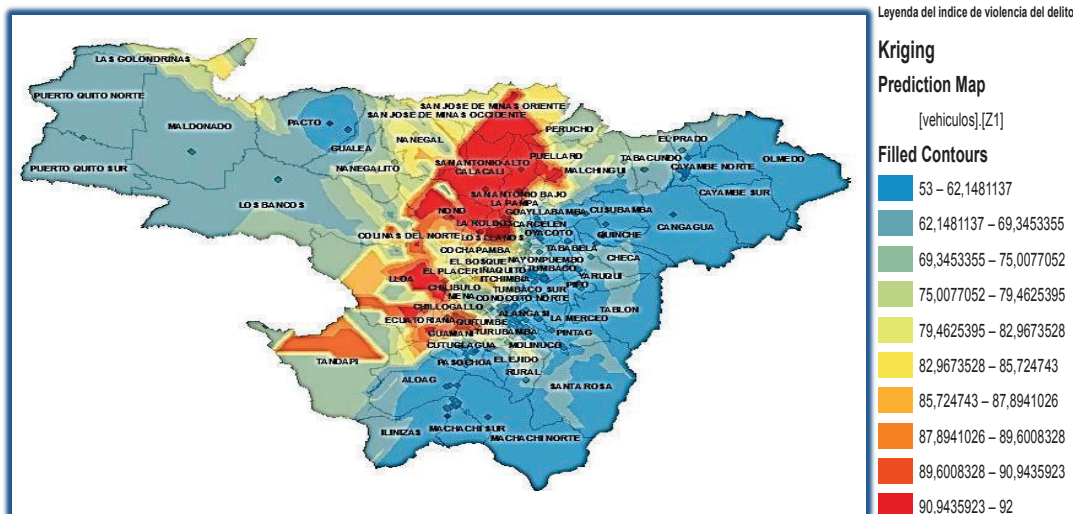 Leyenda del indice de violencia del delito
Kriging
Prediction Map
[vehiculos].[Z1]
Filled Contours
53 – 62,1481137
62,1481137 – 69,3453355
69,3453355 – 75,0077052
75,0077052 – 79,4625395
79,4625395 – 82,9673528
82,9673528 – 85,724743
85,724743 – 87,8941026
87,8941026 – 89,6008328
89,6008328 – 90,9435923
90,9435923 – 92
LAS GOLONDRINAS
PUERTO QUITO NORTE
MALDONADO
PACTO
GUALEA
SAN JOSE DE MINAS ORIENTE
SAN JOSE DE MINAS OCCIDENTE
NANEGAL
PERUCHO
EL PRADO
PUERTO QUITO SUR
NANEGALITO
SAN ANTONIO ALTO
CALACALI
PUELLARO
MALCHINGUI
TABACUNDO
CAYAMBE NORTE
OLMEDO
CAYAMBE SUR
LOS BANCOS
NONO
SAN ANTONIO BAJO
LA PAMPA
GUAYLLABAMBA
CUSUBAMBA
CANGAGUA
LA ROLDOS
CARCELEN
OYACOTO
QUINCHE
COLINAS DEL NORTE
LOS LLANOS
COCHAPAMBA
TABABELA
CHECA
EL BOSQUE
NAYON
PUEMBO
LLOA
EL PLACER
IÑAQUITO
TUMBACO
YARUQUI
ITCHIMBIA
CHILIBULO
TUMBACO SUR
PIFO
MENA
CONOCOTO NORTE
CHILLOGALLO
ALANGASI
LA MERCED
TABLON
ECUATORIANA
QUITUMBE
GUAMANI
TURUBAMBA
PINTAG
CUTUGLAGUA
MOLINUCO
TANDAPI
PASOCHOA
EL EJIDO
RURAL
ALOAG
SANTA ROSA
ILINIZAS
MACHACHI SUR
MACHACHI NORTE